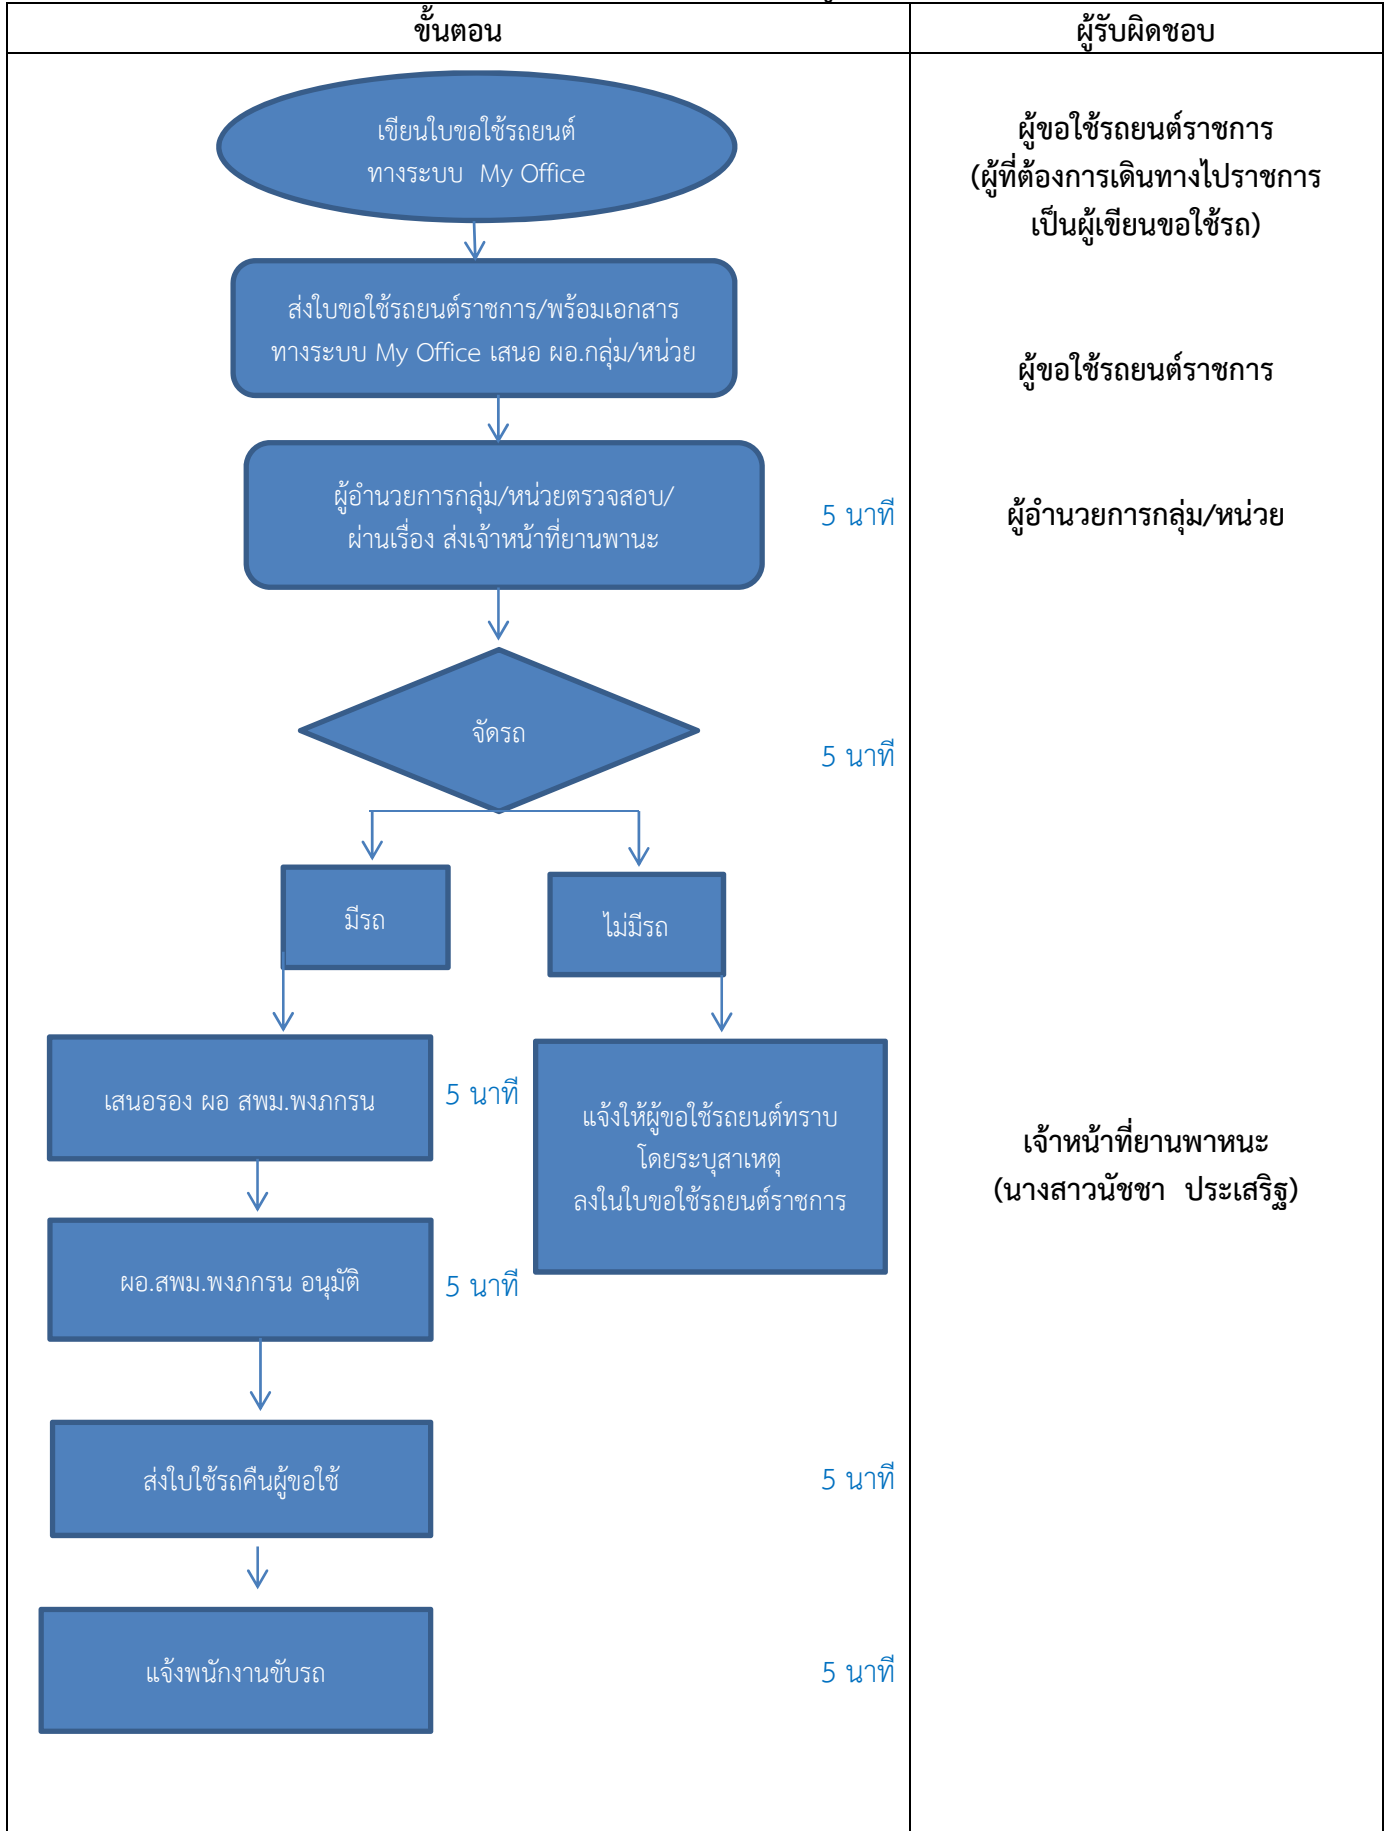 ขั้นตอน
ผู้รับผิดชอบ
เขียนใบขอใช้รถยนต์
ทางระบบ My Office
ผู้ขอใช้รถยนต์ราชการ
(ผู้ที่ต้องการเดินทางไปราชการ
เป็นผู้เขียนขอใช้รถ)
ส่งใบขอใช้รถยนต์ราชการ/พร้อมเอกสาร
ทางระบบ My Office เสนอ ผอ.กลุ่ม/หน่วย
ผู้ขอใช้รถยนต์ราชการ
ผู้อำนวยการกลุ่ม/หน่วยตรวจสอบ/
ผ่านเรื่อง ส่งเจ้าหน้าที่ยานพานะ
5 นาที
ผู้อำนวยการกลุ่ม/หน่วย
จัดรถ
5 นาที
มีรถ
ไม่มีรถ
เสนอรอง ผอ สพม.พงภกรน
5 นาที
แจ้งให้ผู้ขอใช้รถยนต์ทราบ
โดยระบุสาเหตุ
ลงในใบขอใช้รถยนต์ราชการ
เจ้าหน้าที่ยานพาหนะ
(นางสาวนัชชา ประเสริฐ)
ผอ.สพม.พงภกรน อนุมัติ
5 นาที
ส่งใบใช้รถคืนผู้ขอใช้
5 นาที
แจ้งพนักงานขับรถ
5 นาที